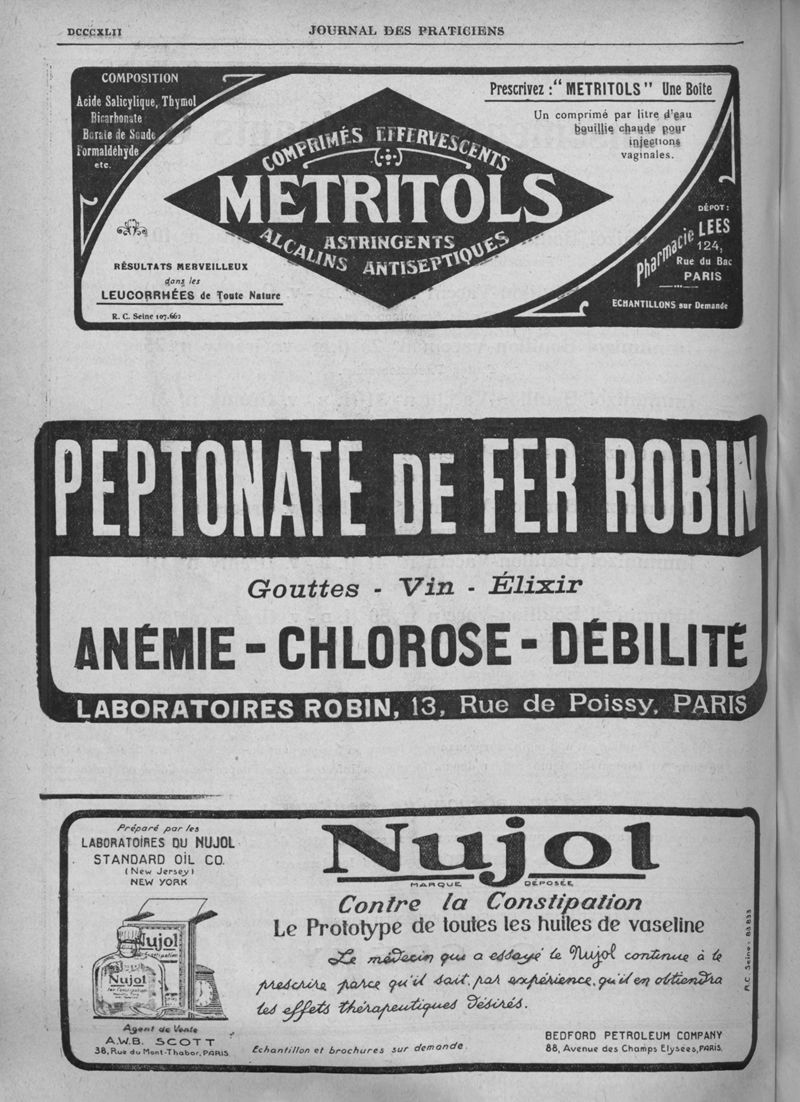 DCCCXLII
JOURNAL DES PRATICIENS
COMPOSITION
Acide Salicylique, Thymol
Bicarbonate
Borate de Soude
Formaldéhyde
etc.
Prescrivez : "METRITOLS" Une Boîte
Un comprimé par litre d'eau
bouillie chaude pour
injections
vaginales.
COMPRIMÉS EFFERVESCENTS
METRITOLS
ASTRINGENTS
ALCALINS ANTISEPTIQUES
RÉSULTATS MERVEILLEUX
dans les
LEUCORRHÉES de Toute Nature
R. C. Seine 107.662
DÉPOT :
Pharmacie LEES
124,
Rue du Bac
PARIS
ECHANTILLONS sur Demande
PEPTONATE DE FER ROBIN
Gouttes - Vin - Élixir
ANÉMIE - CHLOROSE - DÉBILITÉ
LABORATOIRES ROBIN, 13, Rue de Poissy, PARIS
Préparé par les
LABORATOIRES DU NUJOL
STANDARD OIL CO.
(New Jersey)
NEW YORK
Nujol
Nujol
Agent de Vente
A.W.B. SCOTT
38, Rue du Mont-Thabor, PARIS
Nujol
MARQUE DÉPOSÉE
Contre la Constipation
Le Prototype de toutes les huiles de vaseline
Le médecin qui a essayé le Nujol continue à le
prescrire parce qu'il sait, par expérience, qu'il en obtiendra
les effets thérapeutiques désirés.
Echantillon et brochures sur demande.
BEDFORD PETROLEUM COMPANY
88, Avenue des Champs Elysées, PARIS.